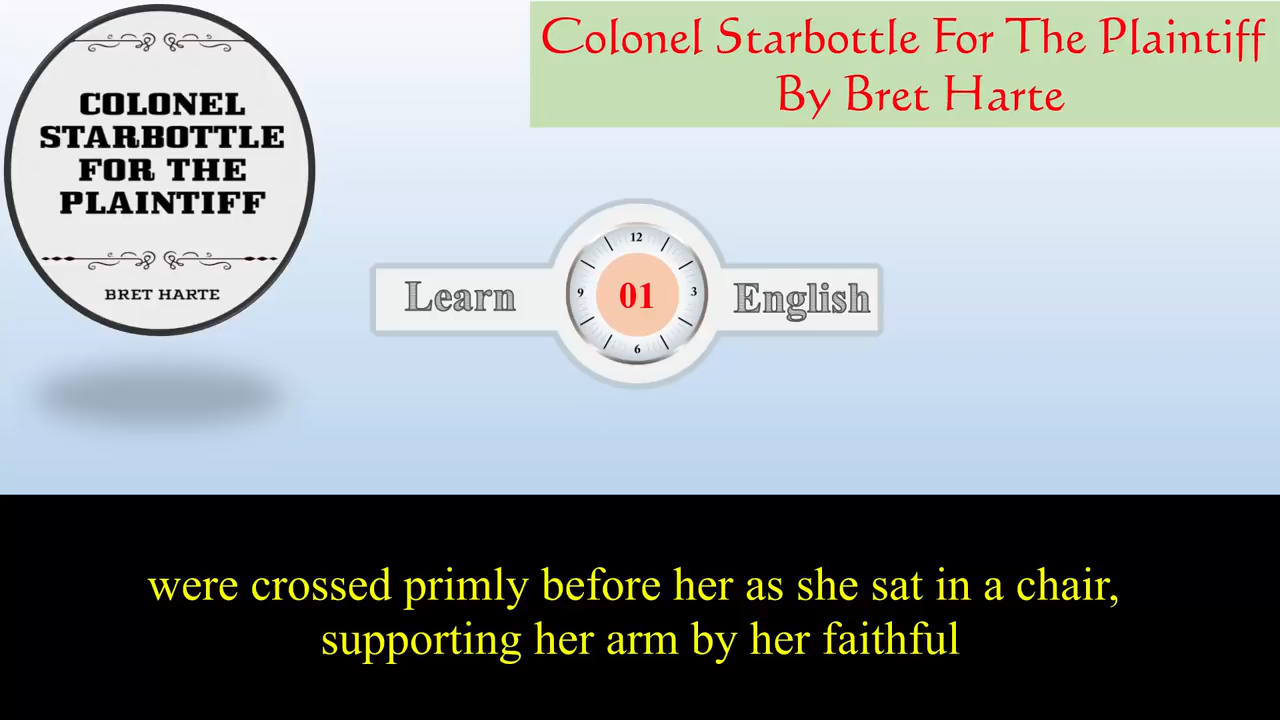 COLONEL
STARBOTTLE
FOR THE
PLAINTIFF
BRET HARTE
Colonel Starbottle For The Plaintiff
By Bret Harte
Learn
12
9
01
3
6
English
were crossed primly before her as she sat in a chair,
supporting her arm by her faithful